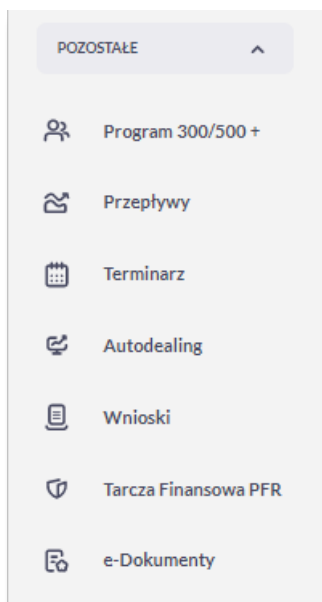 POZOSTAŁE
Program 300/500 +
Przepływy
Terminarz
Autodealing
Wnioski
Tarcza Finansowa PFR
e-Dokumenty